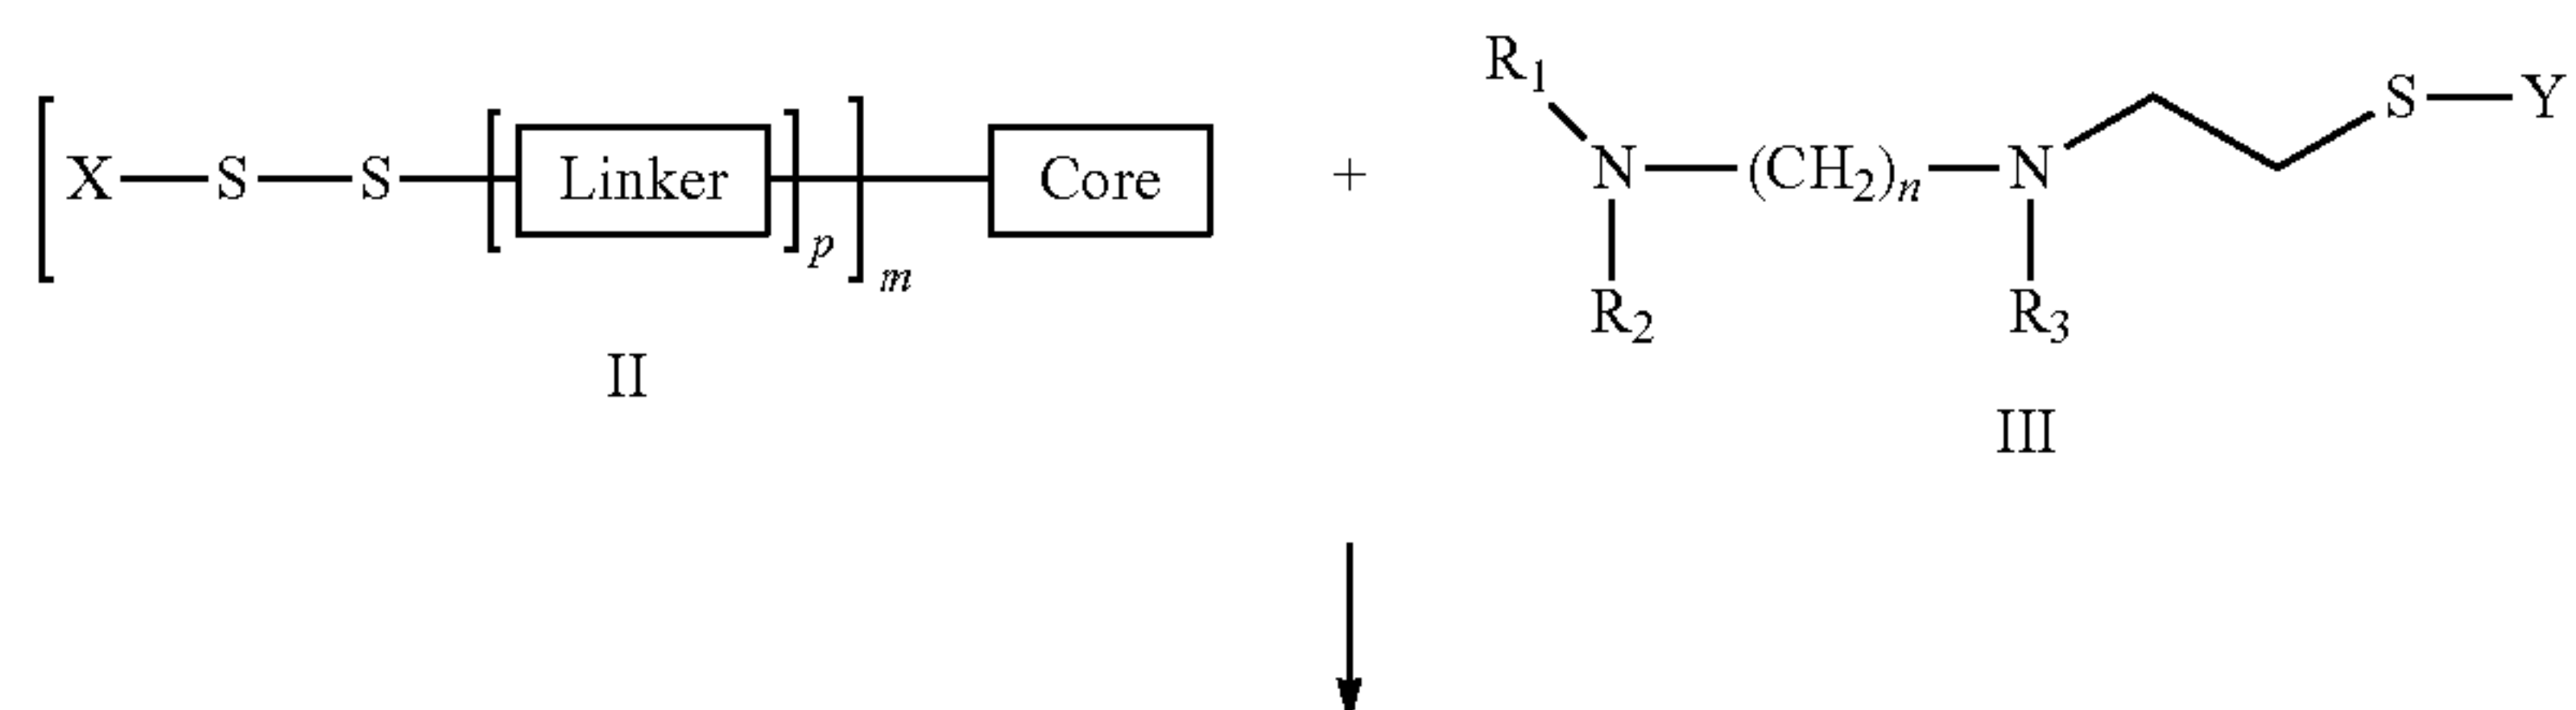 [X—S—S—[Linker]p]m—Core + R1 N—(CH2)n—N S—Y
R2 R3
II
III